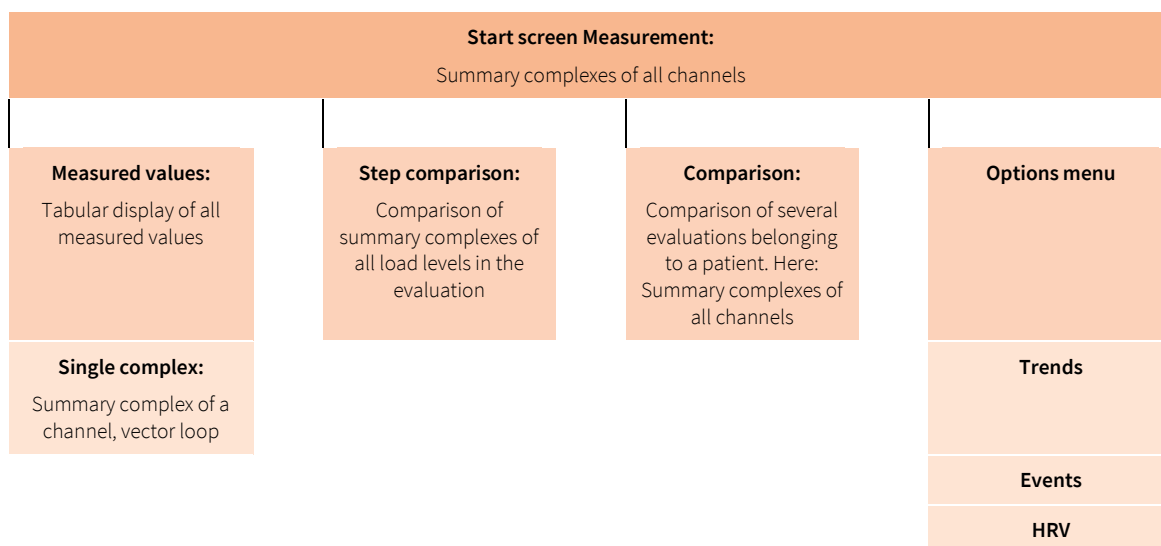 Start screen Measurement:
Summary complexes of all channels
Measured values:
Tabular display of all
measured values
Step comparison:
Comparison of
summary complexes of
all load levels in the
evaluation
Comparison:
Comparison of several
evaluations belonging
to a patient. Here:
Summary complexes of
all channels
Options menu
Single complex:
Summary complex of a
channel, vector loop
Trends
Events
HRV